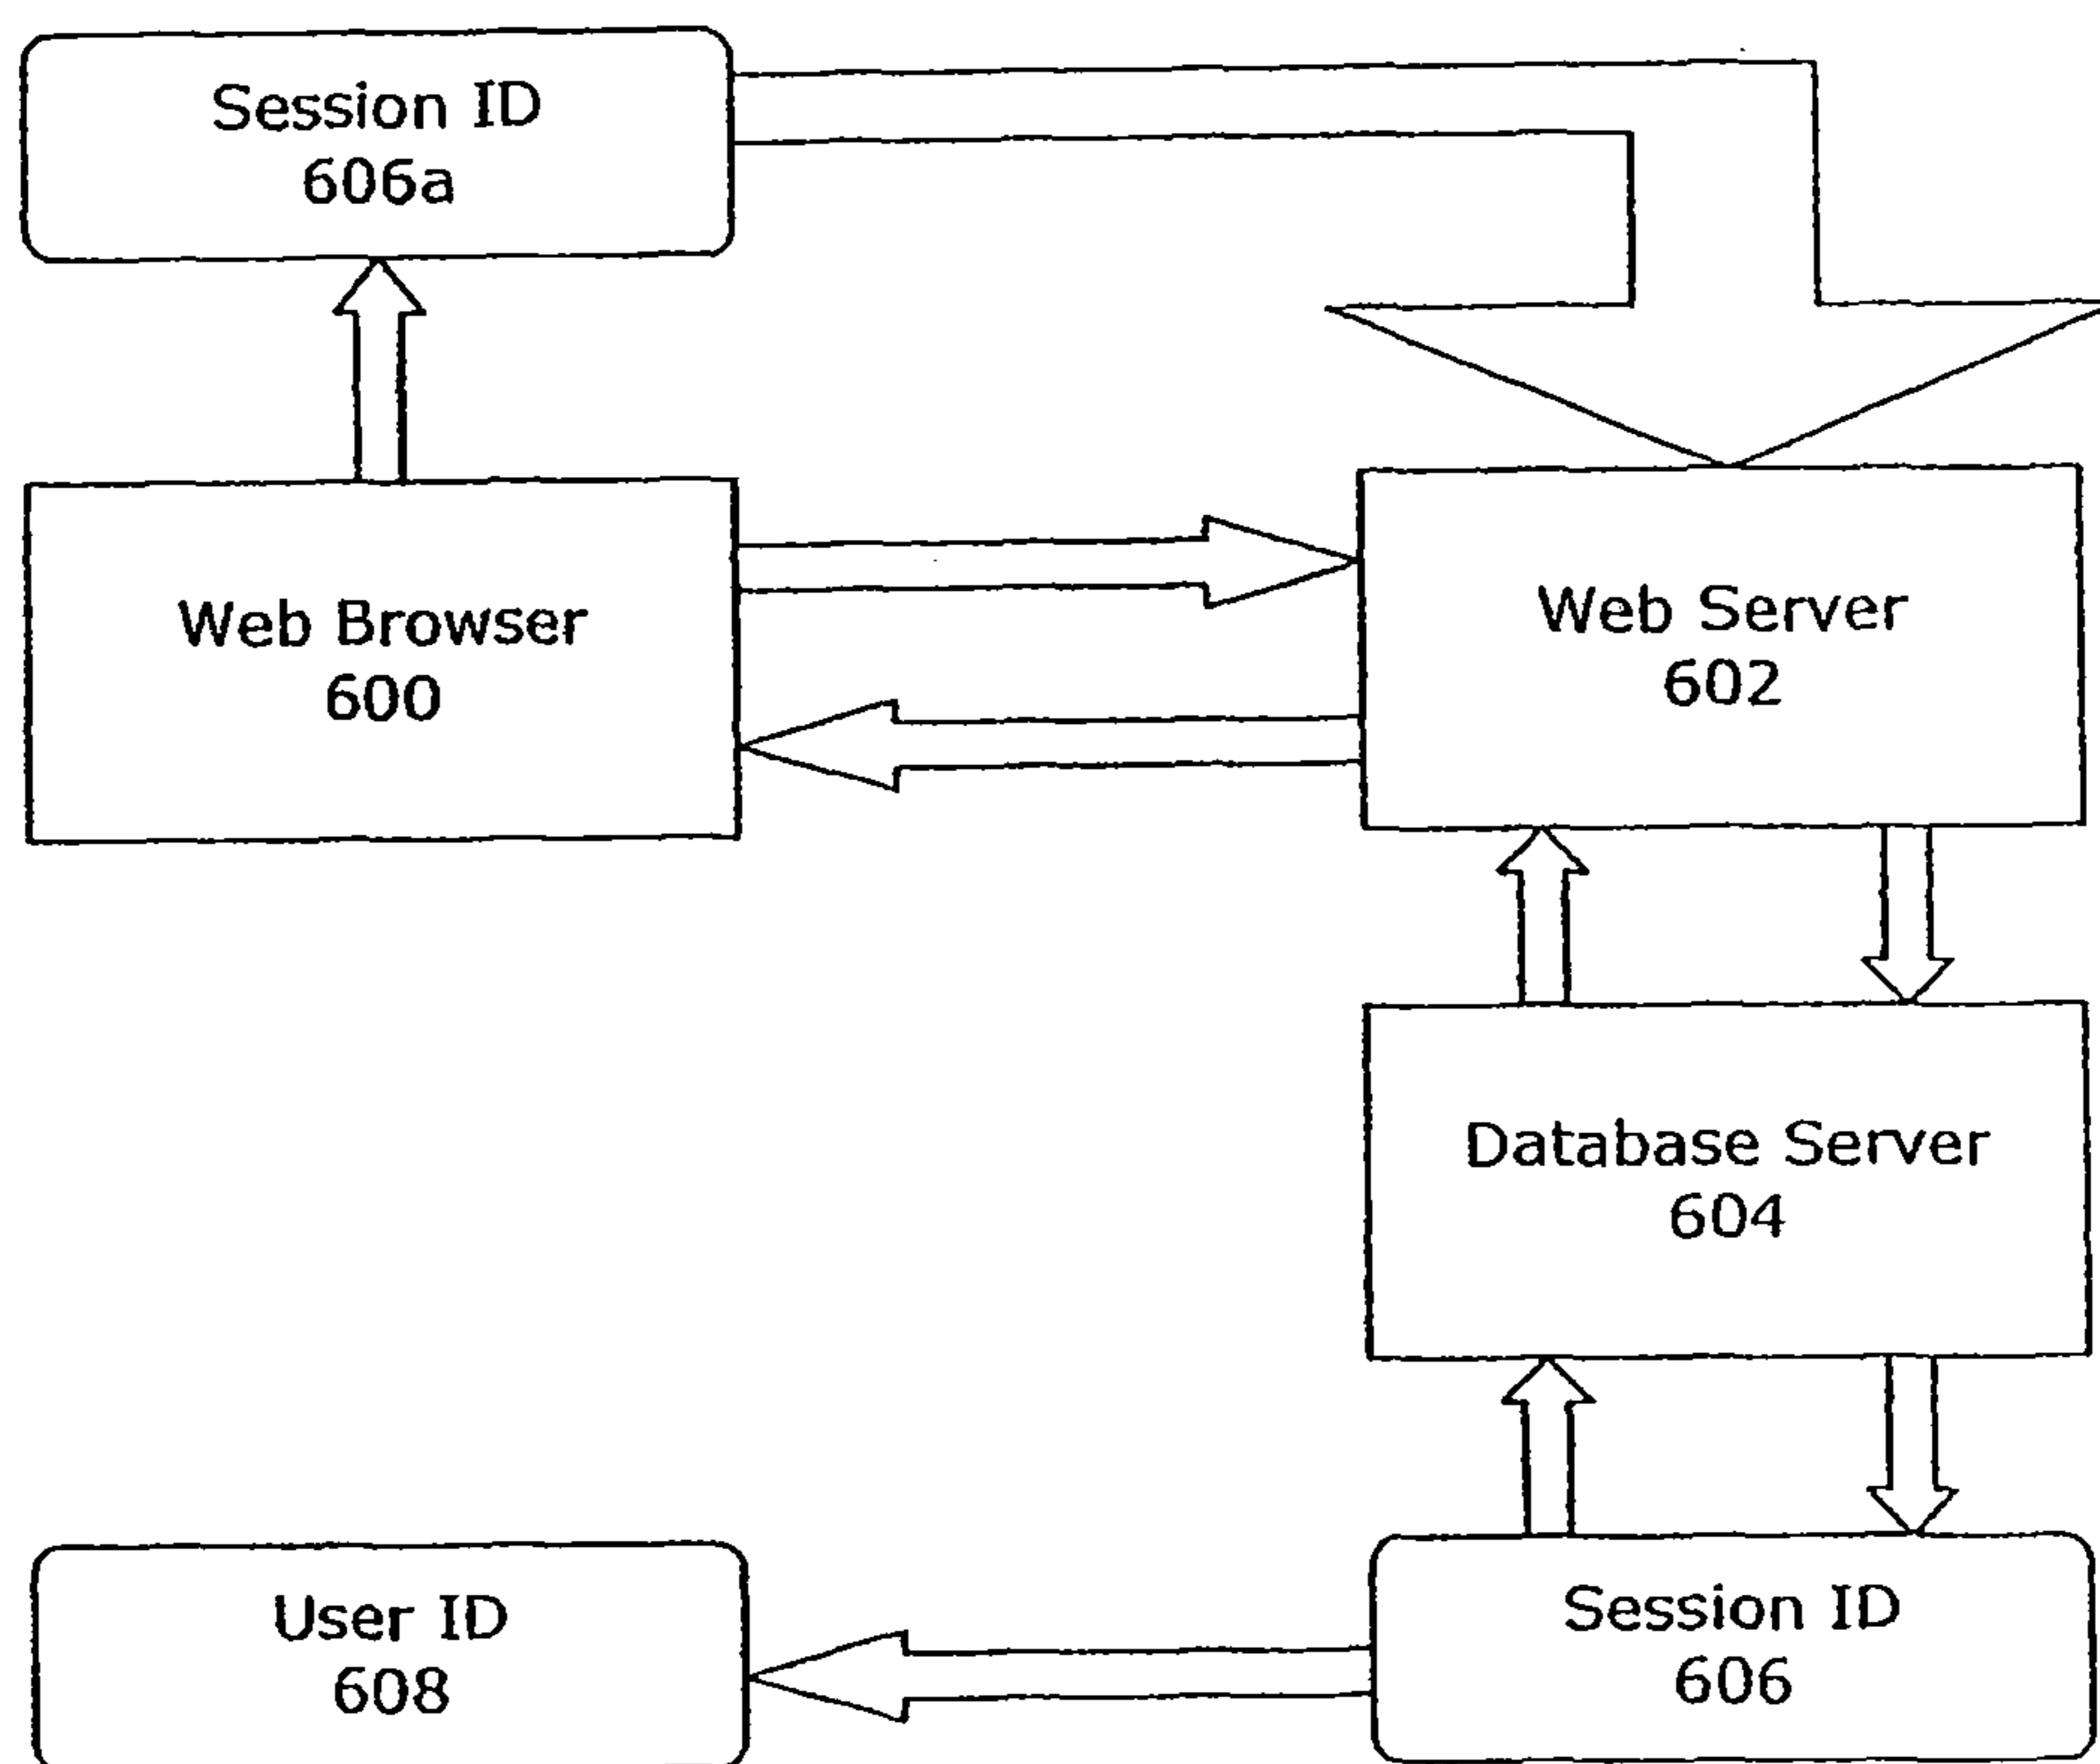 Session ID
606a
Web Browser
600
Web Server
602
Database Server
604
User ID
608
Session ID
606